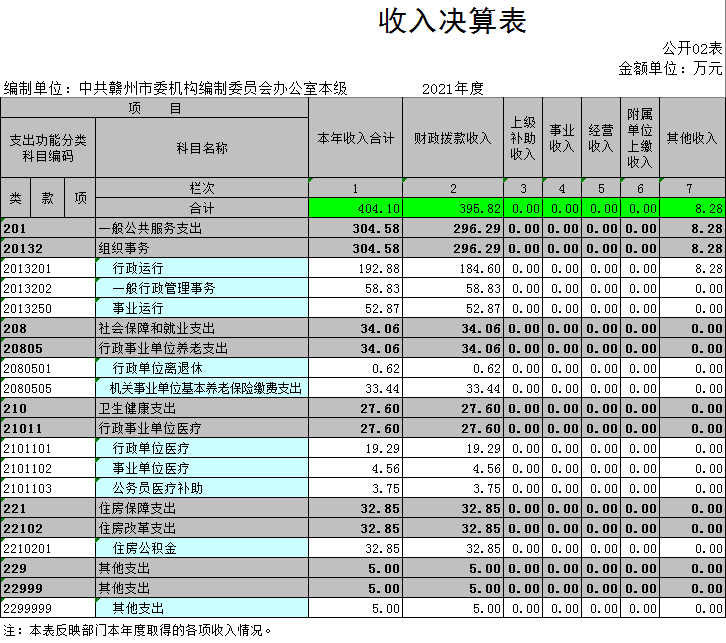 收入决算表
公开02表
金额单位：万元
编制单位：中共赣州市委机构编制委员会办公室本级 2021年度
项 目 本年收入合计 财政拨款收入 上级补助收入 事业收入 经营收入 附属单位上缴收入 其他收入
支出功能分类科目编码 科目名称
类 款 项 栏次 1 2 3 4 5 6 7
合计 404.10 395.82 0.00 0.00 0.00 0.00 8.28
201 一般公共服务支出 304.58 296.29 0.00 0.00 0.00 0.00 8.28
20132 组织事务 304.58 296.29 0.00 0.00 0.00 0.00 8.28
2013201 行政运行 192.88 184.60 0.00 0.00 0.00 0.00 8.28
2013202 一般行政管理事务 58.83 58.83 0.00 0.00 0.00 0.00 0.00
2013250 事业运行 52.87 52.87 0.00 0.00 0.00 0.00 0.00
208 社会保障和就业支出 34.06 34.06 0.00 0.00 0.00 0.00 0.00
20805 行政事业单位养老支出 34.06 34.06 0.00 0.00 0.00 0.00 0.00
2080501 行政单位离退休 0.62 0.62 0.00 0.00 0.00 0.00 0.00
2080505 机关事业单位基本养老保险缴费支出 33.44 33.44 0.00 0.00 0.00 0.00 0.00
210 卫生健康支出 27.60 27.60 0.00 0.00 0.00 0.00 0.00
21011 行政事业单位医疗 27.60 27.60 0.00 0.00 0.00 0.00 0.00
2101101 行政单位医疗 19.29 19.29 0.00 0.00 0.00 0.00 0.00
2101102 事业单位医疗 4.56 4.56 0.00 0.00 0.00 0.00 0.00
2101103 公务员医疗补助 3.75 3.75 0.00 0.00 0.00 0.00 0.00
221 住房保障支出 32.85 32.85 0.00 0.00 0.00 0.00 0.00
22102 住房改革支出 32.85 32.85 0.00 0.00 0.00 0.00 0.00
2210201 住房公积金 32.85 32.85 0.00 0.00 0.00 0.00 0.00
229 其他支出 5.00 5.00 0.00 0.00 0.00 0.00 0.00
22999 其他支出 5.00 5.00 0.00 0.00 0.00 0.00 0.00
2299999 其他支出 5.00 5.00 0.00 0.00 0.00 0.00 0.00
注：本表反映部门本年度取得的各项收入情况。